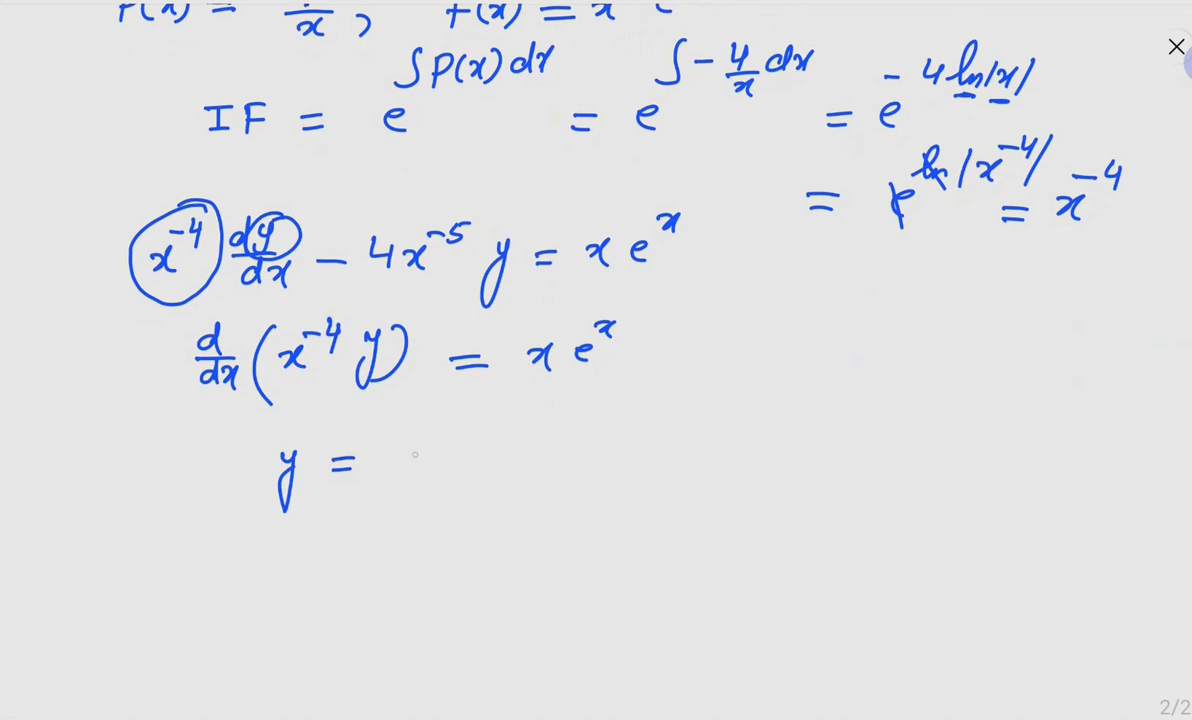 P(x) = /x, f(x) = x
IF = e^{∫P(x)dx} = e^{∫-4/x dx} = e^{-4ln|x|}
= e^{ln|x^{-4}|} = x^{-4}
x^{-4} dy/dx - 4x^{-5} y = x e^x
d/dx (x^{-4} y) = x e^x
y =
2/2